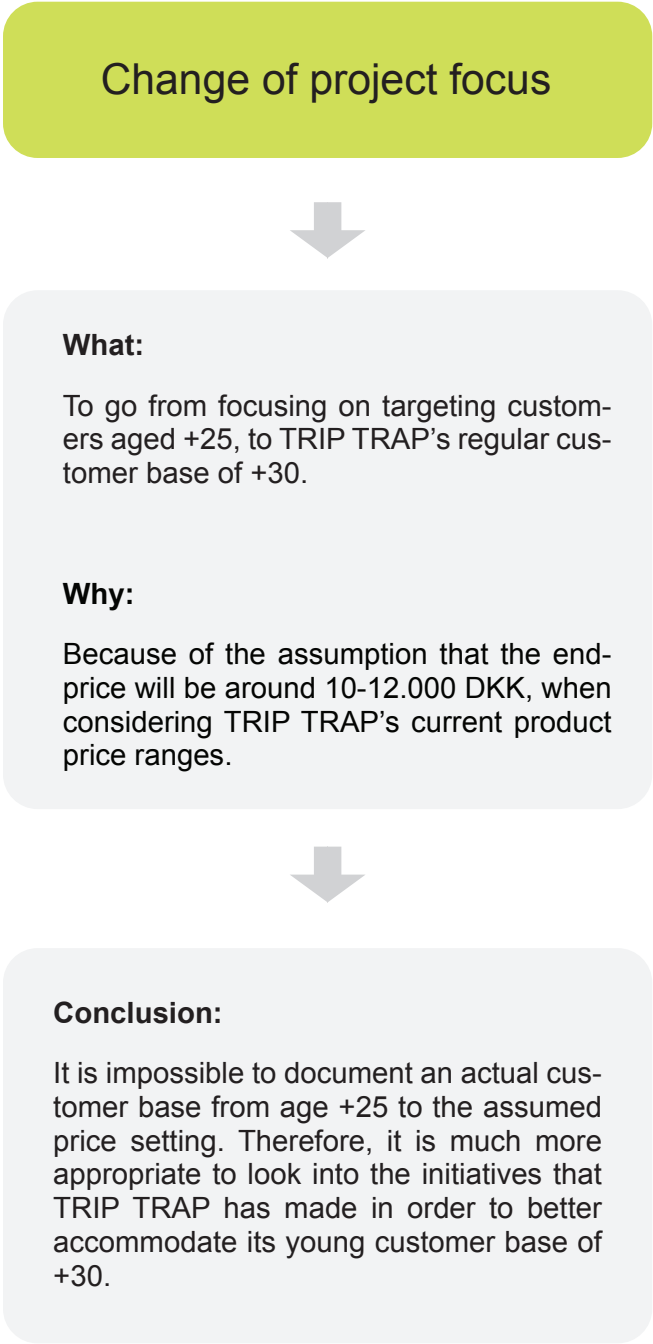 Change of project focus
What:
To go from focusing on targeting custom-
ers aged +25, to TRIP TRAP’s regular cus-
tomer base of +30.
Why:
Because of the assumption that the end-
price will be around 10-12.000 DKK, when
considering TRIP TRAP’s current product
price ranges.
Conclusion:
It is impossible to document an actual cus-
tomer base from age +25 to the assumed
price setting. Therefore, it is much more
appropriate to look into the initiatives that
TRIP TRAP has made in order to better
accommodate its young customer base of
+30.